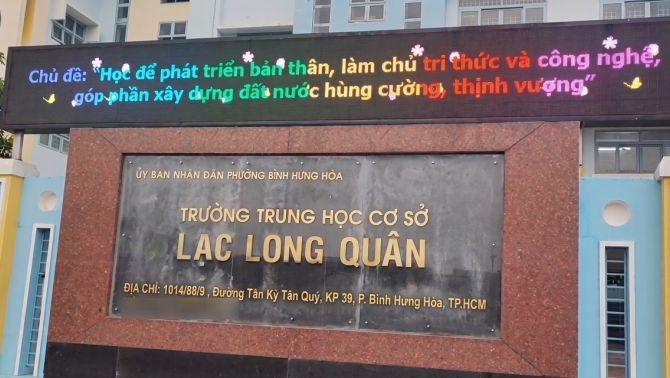 Chủ đề: "Học để phát triển bản thân, làm chủ tri thức và công nghệ,
góp phần xây dựng đất nước hùng cường, thịnh vượng"
ỦY BAN NHÂN DÂN PHƯỜNG BÌNH HƯNG HÒA
TRƯỜNG TRUNG HỌC CƠ SỞ
LẠC LONG QUÂN
ĐỊA CHỈ: 1014/88/9 , Đường Tân Kỳ Tân Quý, KP 39, P. Bình Hưng Hòa, TP.HCM